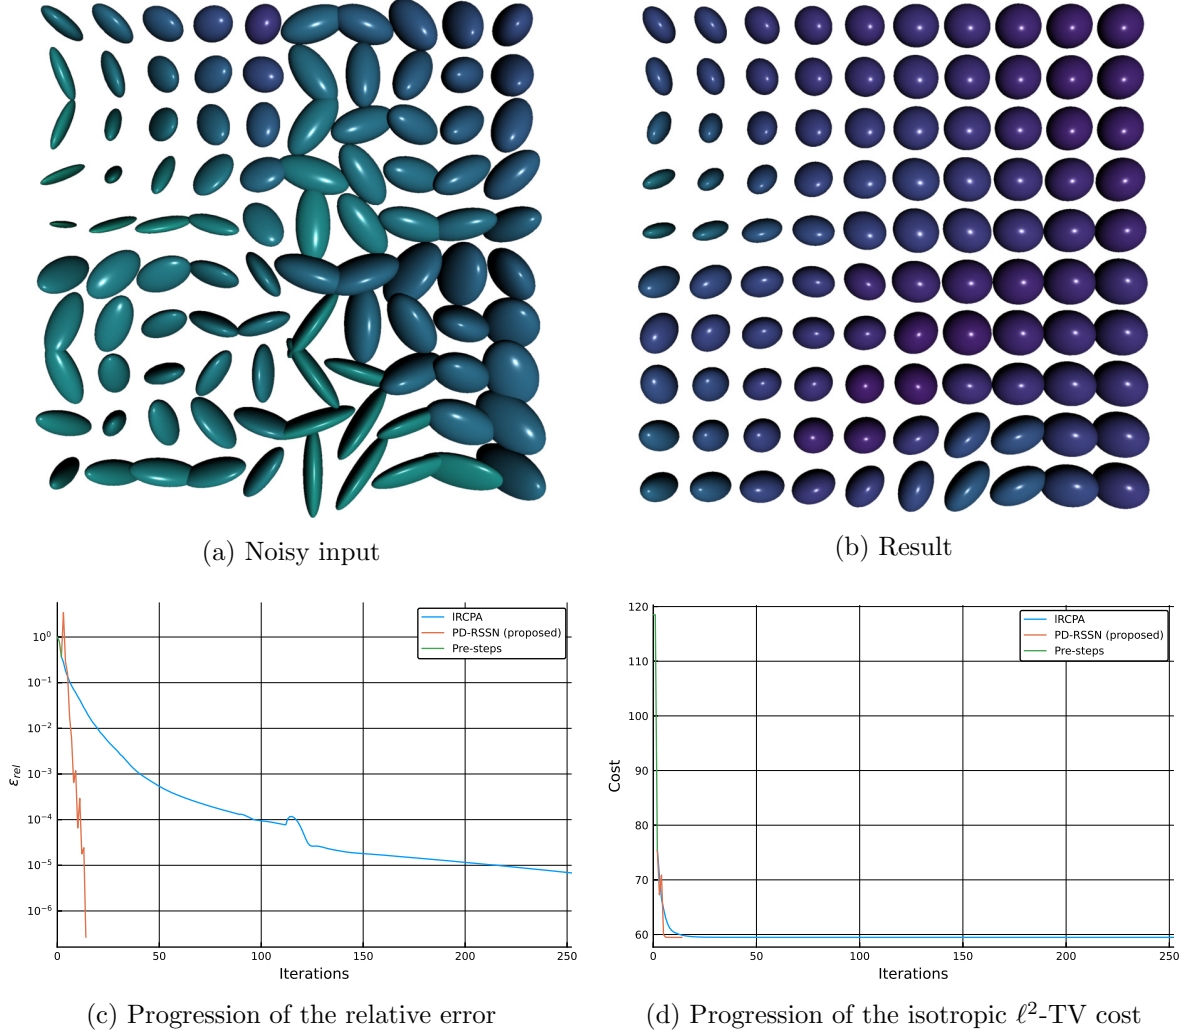 (a) Noisy input
(b) Result
IRCPA
PD-RSSN (proposed)
Pre-steps
10⁰
10⁻¹
10⁻²
10⁻³
10⁻⁴
10⁻⁵
10⁻⁶
ε_rel
0 50 100 150 200 250
Iterations
(c) Progression of the relative error
IRCPA
PD-RSSN (proposed)
Pre-steps
120
110
100
90
80
70
60
Cost
0 50 100 150 200 250
Iterations
(d) Progression of the isotropic ℓ²-TV cost